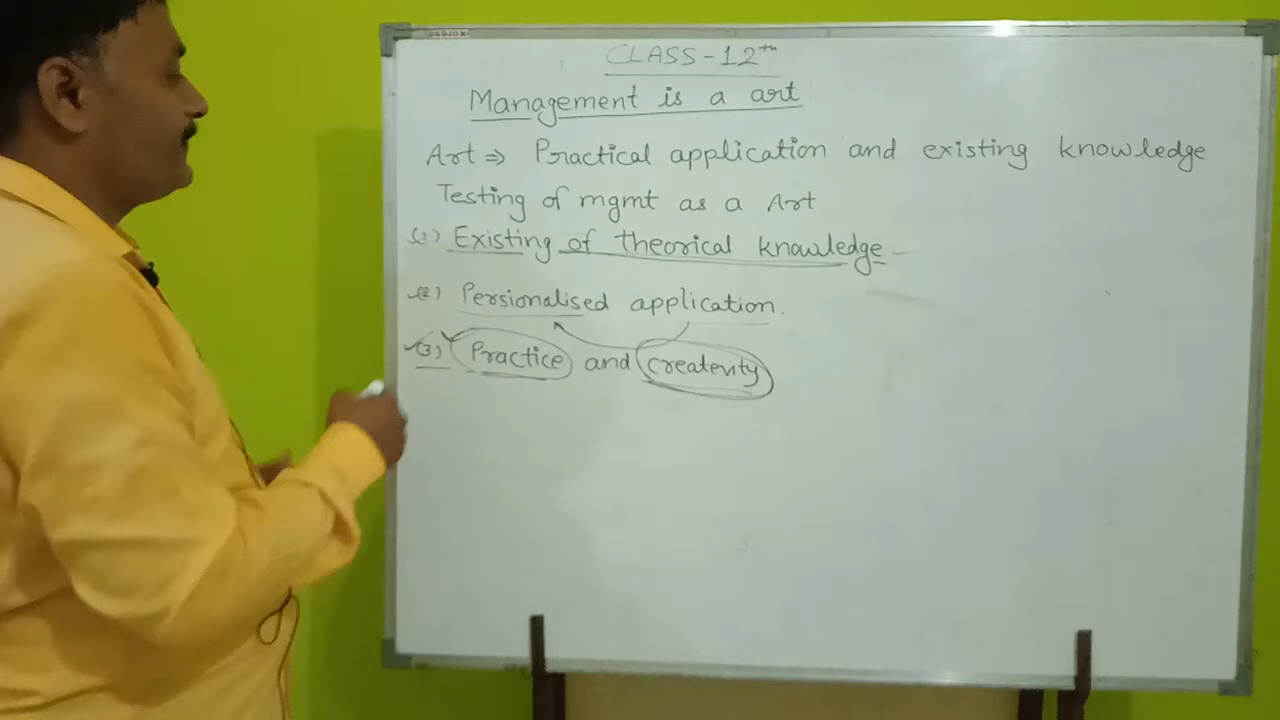 CLASS-12th
Management is a art
Art ⇒ Practical application and existing knowledge
Testing of mgmt as a Art
(1) Existing of theorical knowledge
(2) Persionalised application.
(3) Practice and createvity